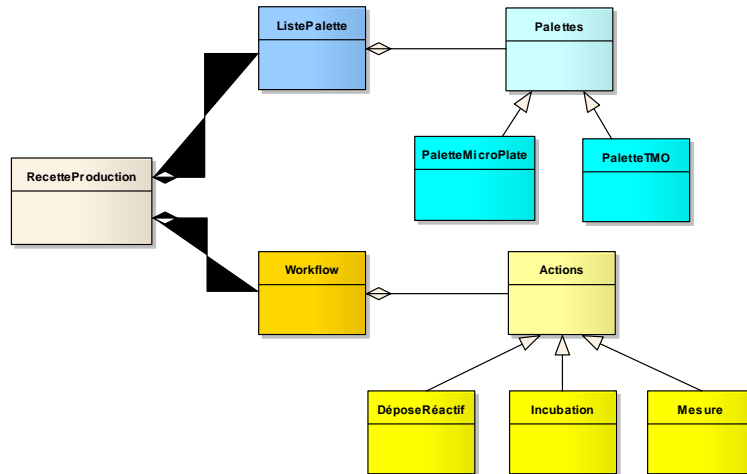 ListePalette
Palettes
PaletteMicroPlate
PaletteTMO
RecetteProduction
Workflow
Actions
DéposeRéactif
Incubation
Mesure